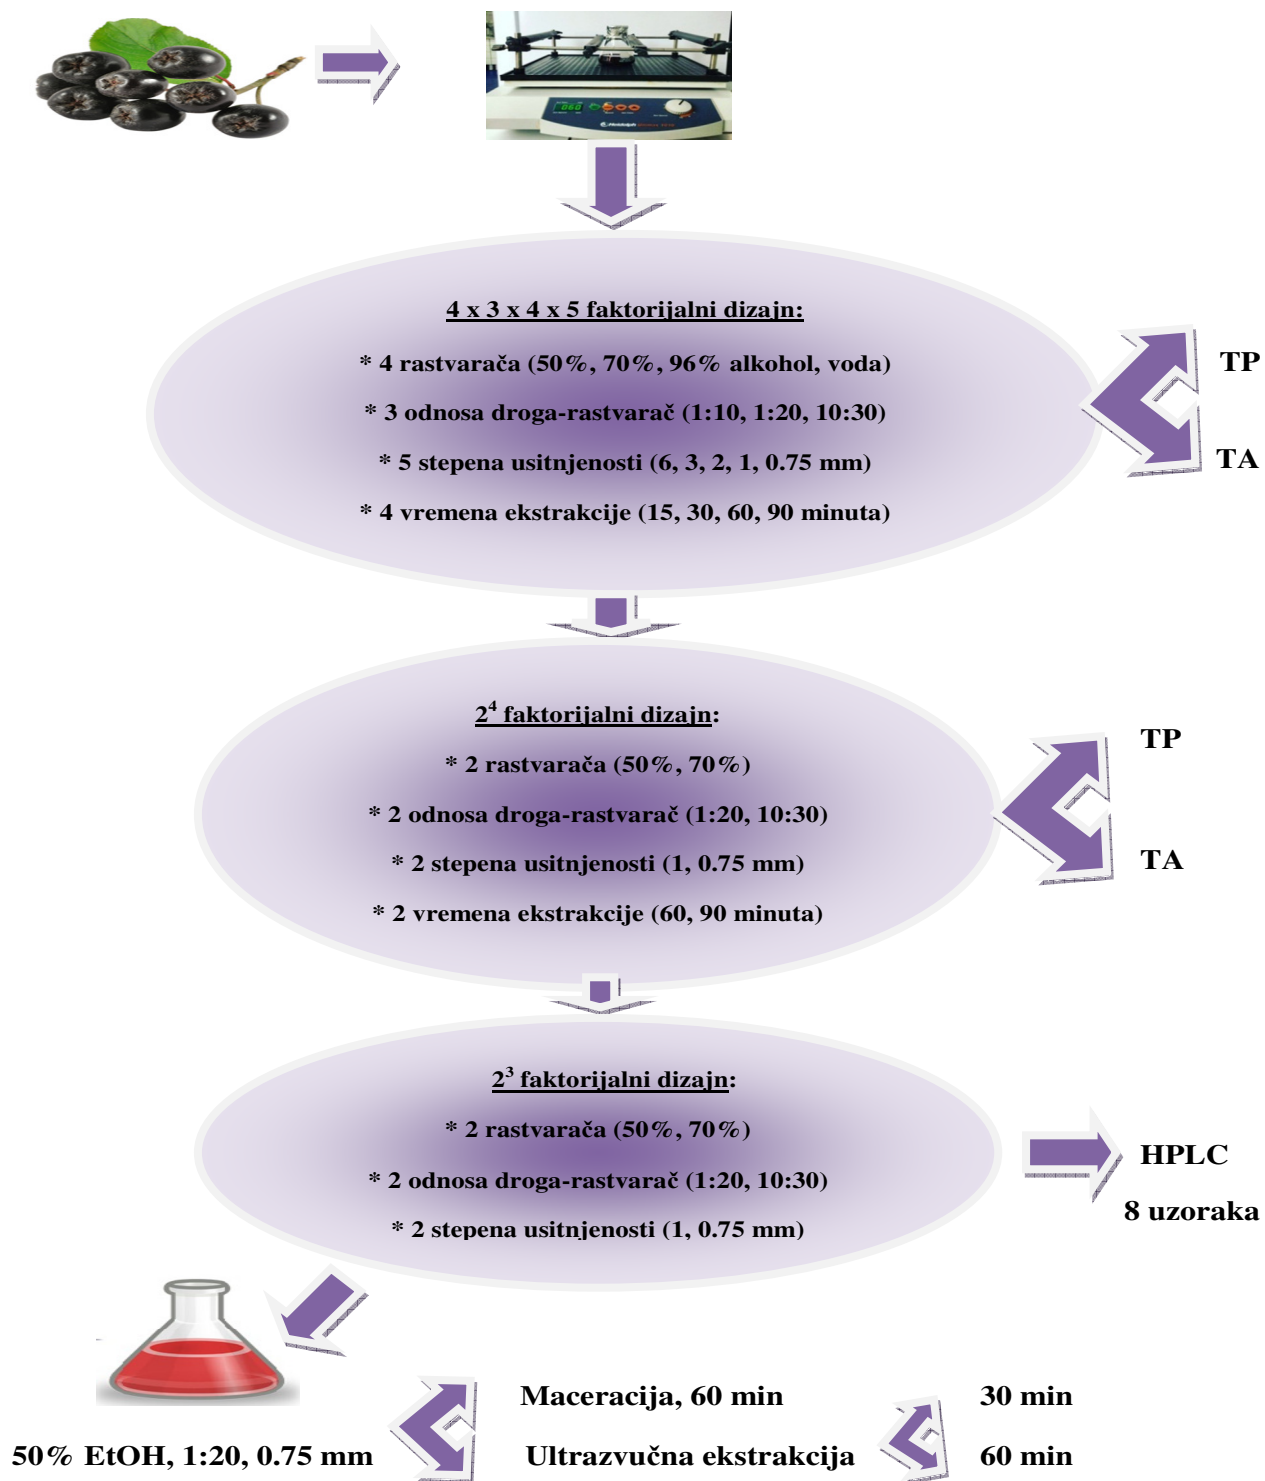 060
Heidolph
4 x 3 x 4 x 5 faktorijalni dizajn:
* 4 rastvarača (50%, 70%, 96% alkohol, voda)
* 3 odnosa droga-rastvarač (1:10, 1:20, 10:30)
* 5 stepena usitnjenosti (6, 3, 2, 1, 0.75 mm)
* 4 vremena ekstrakcije (15, 30, 60, 90 minuta)
TP
TA
2⁴ faktorijalni dizajn:
* 2 rastvarača (50%, 70%)
* 2 odnosa droga-rastvarač (1:20, 10:30)
* 2 stepena usitnjenosti (1, 0.75 mm)
* 2 vremena ekstrakcije (60, 90 minuta)
TP
TA
2³ faktorijalni dizajn:
* 2 rastvarača (50%, 70%)
* 2 odnosa droga-rastvarač (1:20, 10:30)
* 2 stepena usitnjenosti (1, 0.75 mm)
HPLC
8 uzoraka
50% EtOH, 1:20, 0.75 mm
Maceracija, 60 min
Ultrazvučna ekstrakcija
30 min
60 min